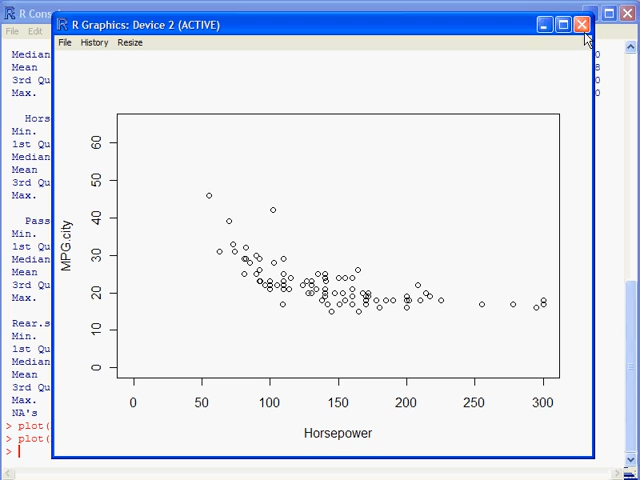 R Graphics: Device 2 (ACTIVE)
File Edit
File History Resize
Median
Mean
3rd Qu
Max.
Hors
Min.
1st Qu
Median
Mean
3rd Qu
Max.
Pass
Min.
1st Qu
Median
Mean
3rd Qu
Max.
Rear.s
Min.
1st Qu
Median
Mean
3rd Qu
Max.
NA's
> plot(
> plot(
>
MPG.city
60
50
40
30
20
10
0
0 50 100 150 200 250 300
Horsepower